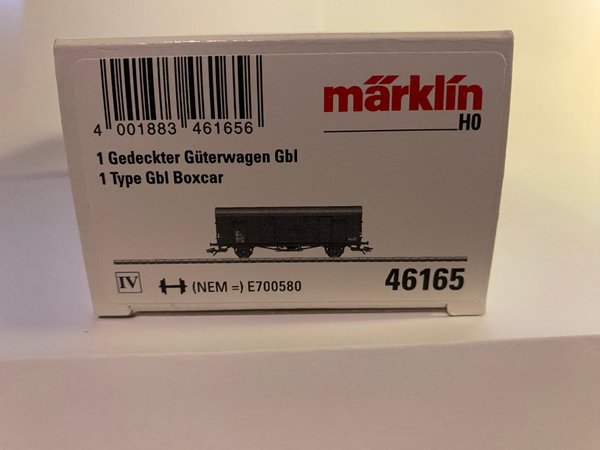 märklin
H0
4 001883 461656
1 Gedeckter Güterwagen Gbl
1 Type Gbl Boxcar
IV (NEM =) E700580 46165